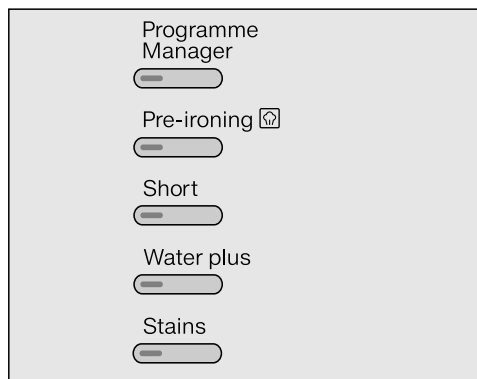 Programme
Manager
Pre-ironing
Short
Water plus
Stains